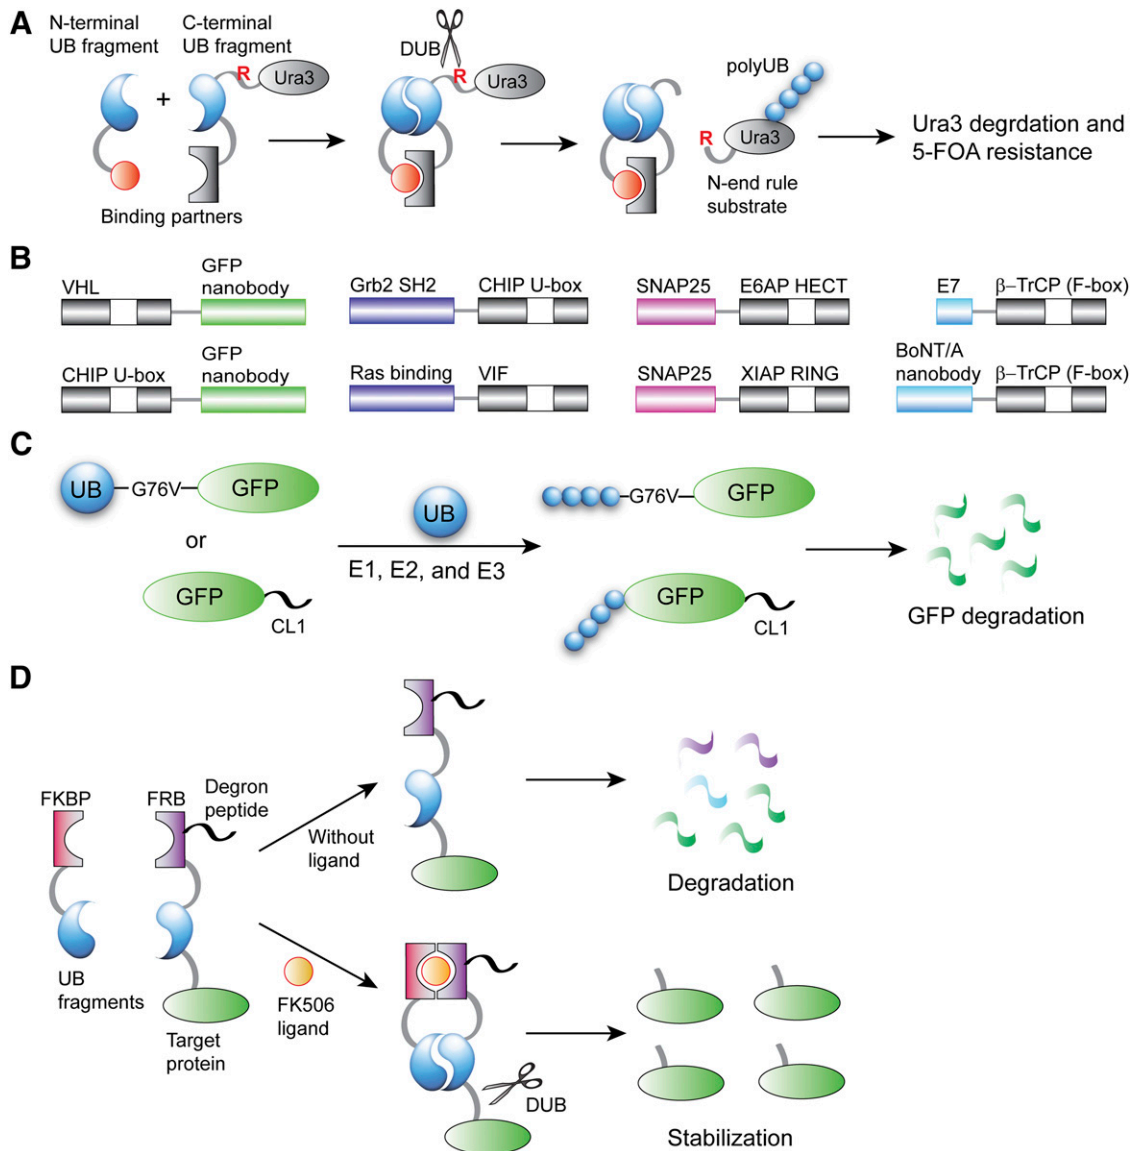 A
N-terminal
UB fragment
C-terminal
UB fragment
+
R
Ura3
Binding partners
DUB
R
Ura3
polyUB
R
Ura3
N-end rule
substrate
Ura3 degrdation and
5-FOA resistance
B
VHL
GFP
nanobody
Grb2 SH2
CHIP U-box
SNAP25
E6AP HECT
E7
β–TrCP (F-box)
CHIP U-box
GFP
nanobody
Ras binding
VIF
SNAP25
XIAP RING
BoNT/A
nanobody
β–TrCP (F-box)
C
UB
G76V
GFP
or
GFP
CL1
UB
E1, E2, and E3
G76V
GFP
GFP
CL1
GFP degradation
D
FKBP
FRB
Degron
peptide
UB
fragments
Target
protein
Without
ligand
FK506
ligand
Degradation
DUB
Stabilization